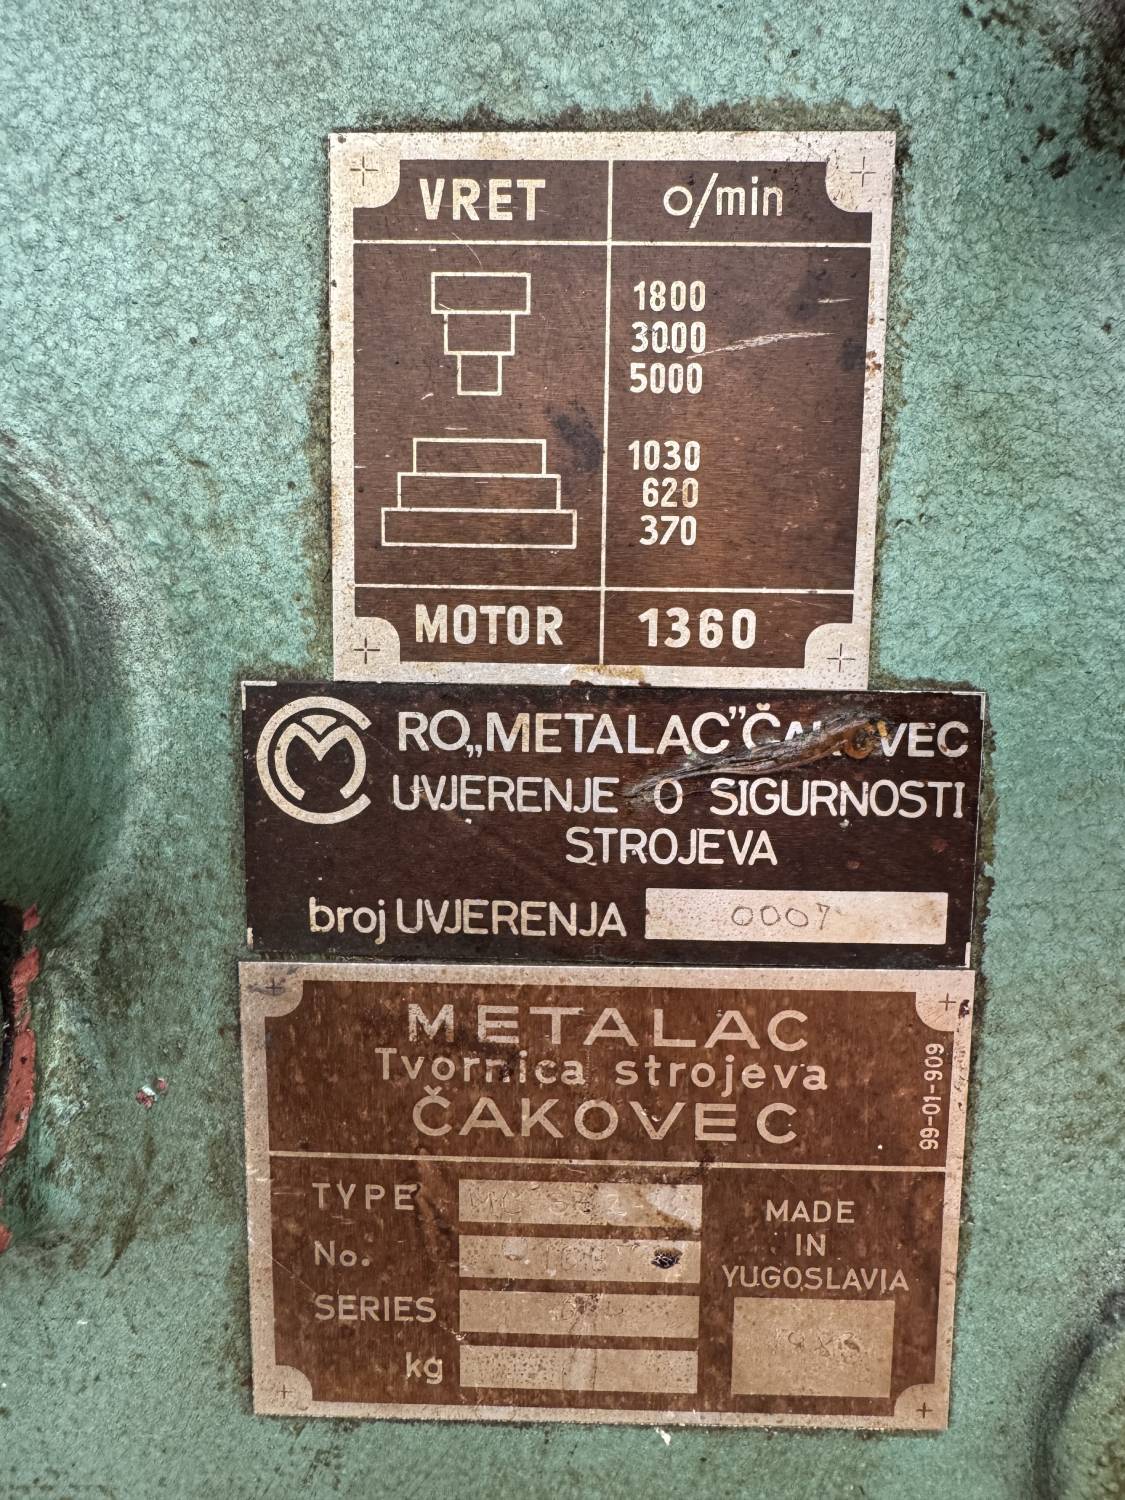 VRET o/min
1800
3000
5000
1030
620
370
MOTOR 1360
RO„METALAC” VEC
UVJERENJE O SIGURNOSTI
STROJEVA
broj UVJERENJA 0007
METALAC
Tvornica strojeva
ČAKOVEC
99-01-909
TYPE
No.
SERIES
kg
MADE
IN
YUGOSLAVIA